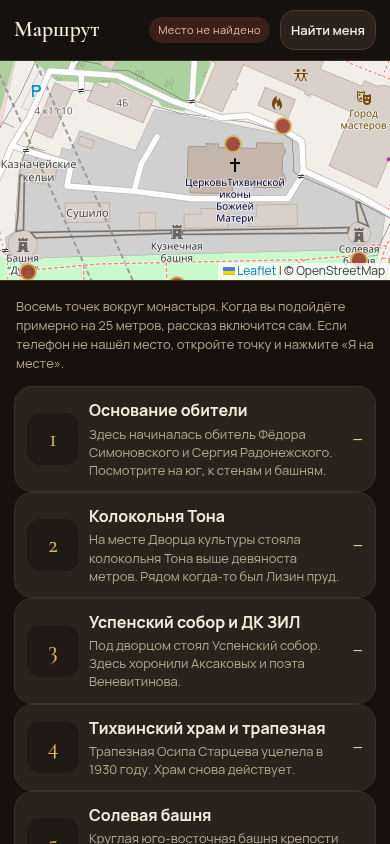 Маршрут
Место не найдено
Найти меня
P
4 к1 с10
4Б
Город
мастеров
Казначейские
кельи
ЦерковьТихвинской
иконы
Божией
Матери
Сушило
Кузнечная
башня
Башня
Солевая
Leaflet | © OpenStreetMap
Восемь точек вокруг монастыря. Когда вы подойдёте
примерно на 25 метров, рассказ включится сам. Если
телефон не нашёл место, откройте точку и нажмите «Я на
месте».
1
Основание обители
Здесь начиналась обитель Фёдора
Симоновского и Сергия Радонежского.
Посмотрите на юг, к стенам и башням.
–
2
Колокольня Тона
На месте Дворца культуры стояла
колокольня Тона выше девяноста
метров. Рядом когда-то был Лизин пруд.
–
3
Успенский собор и ДК ЗИЛ
Под дворцом стоял Успенский собор.
Здесь хоронили Аксаковых и поэта
Веневитинова.
–
4
Тихвинский храм и трапезная
Трапезная Осипа Старцева уцелела в
1930 году. Храм снова действует.
–
Солевая башня
Круглая юго-восточная башня крепости